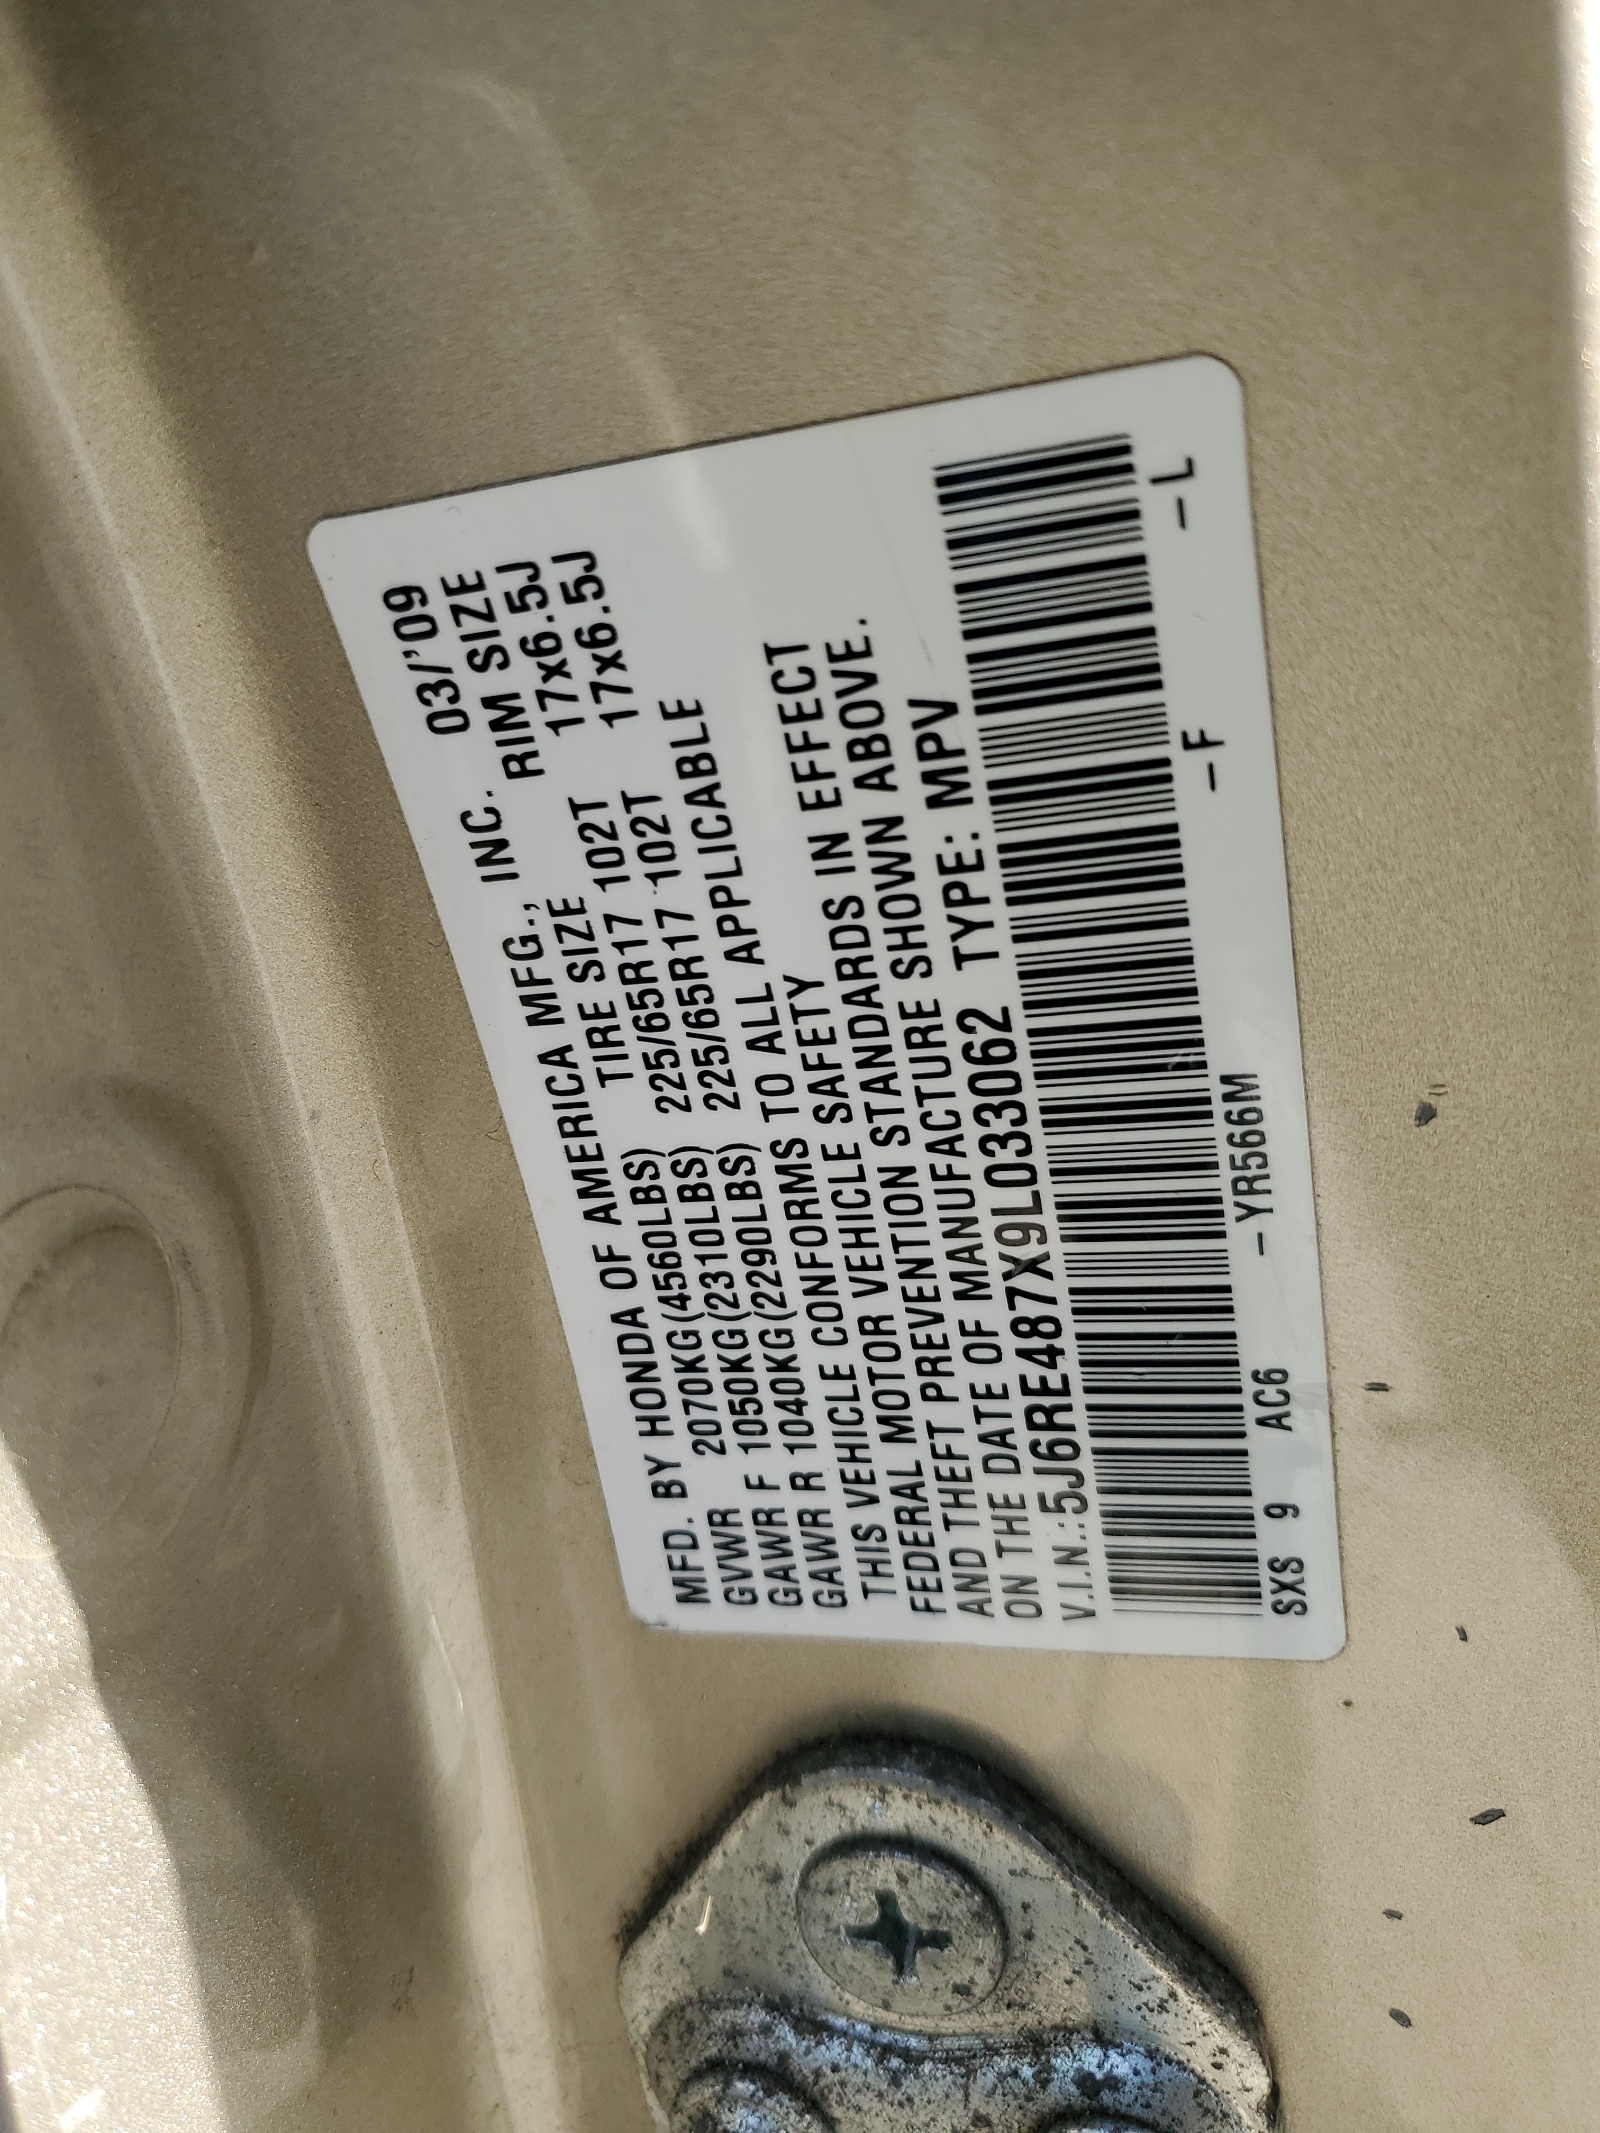 MFD. BY HONDA OF AMERICA MFG., INC. 03/'09
GVWR 2070KG(4560LBS) TIRE SIZE RIM SIZE
GAWR F 1050KG(2310LBS) 225/65R17 102T 17x6.5J
GAWR R 1040KG(2290LBS) 225/65R17 102T 17x6.5J
THIS VEHICLE CONFORMS TO ALL APPLICABLE
FEDERAL MOTOR VEHICLE SAFETY
AND THEFT PREVENTION STANDARDS IN EFFECT
ON THE DATE OF MANUFACTURE SHOWN ABOVE.
V.I.N.:5J6RE487X9L033062 TYPE: MPV
SXS 9 AC6 – YR566M – F – L